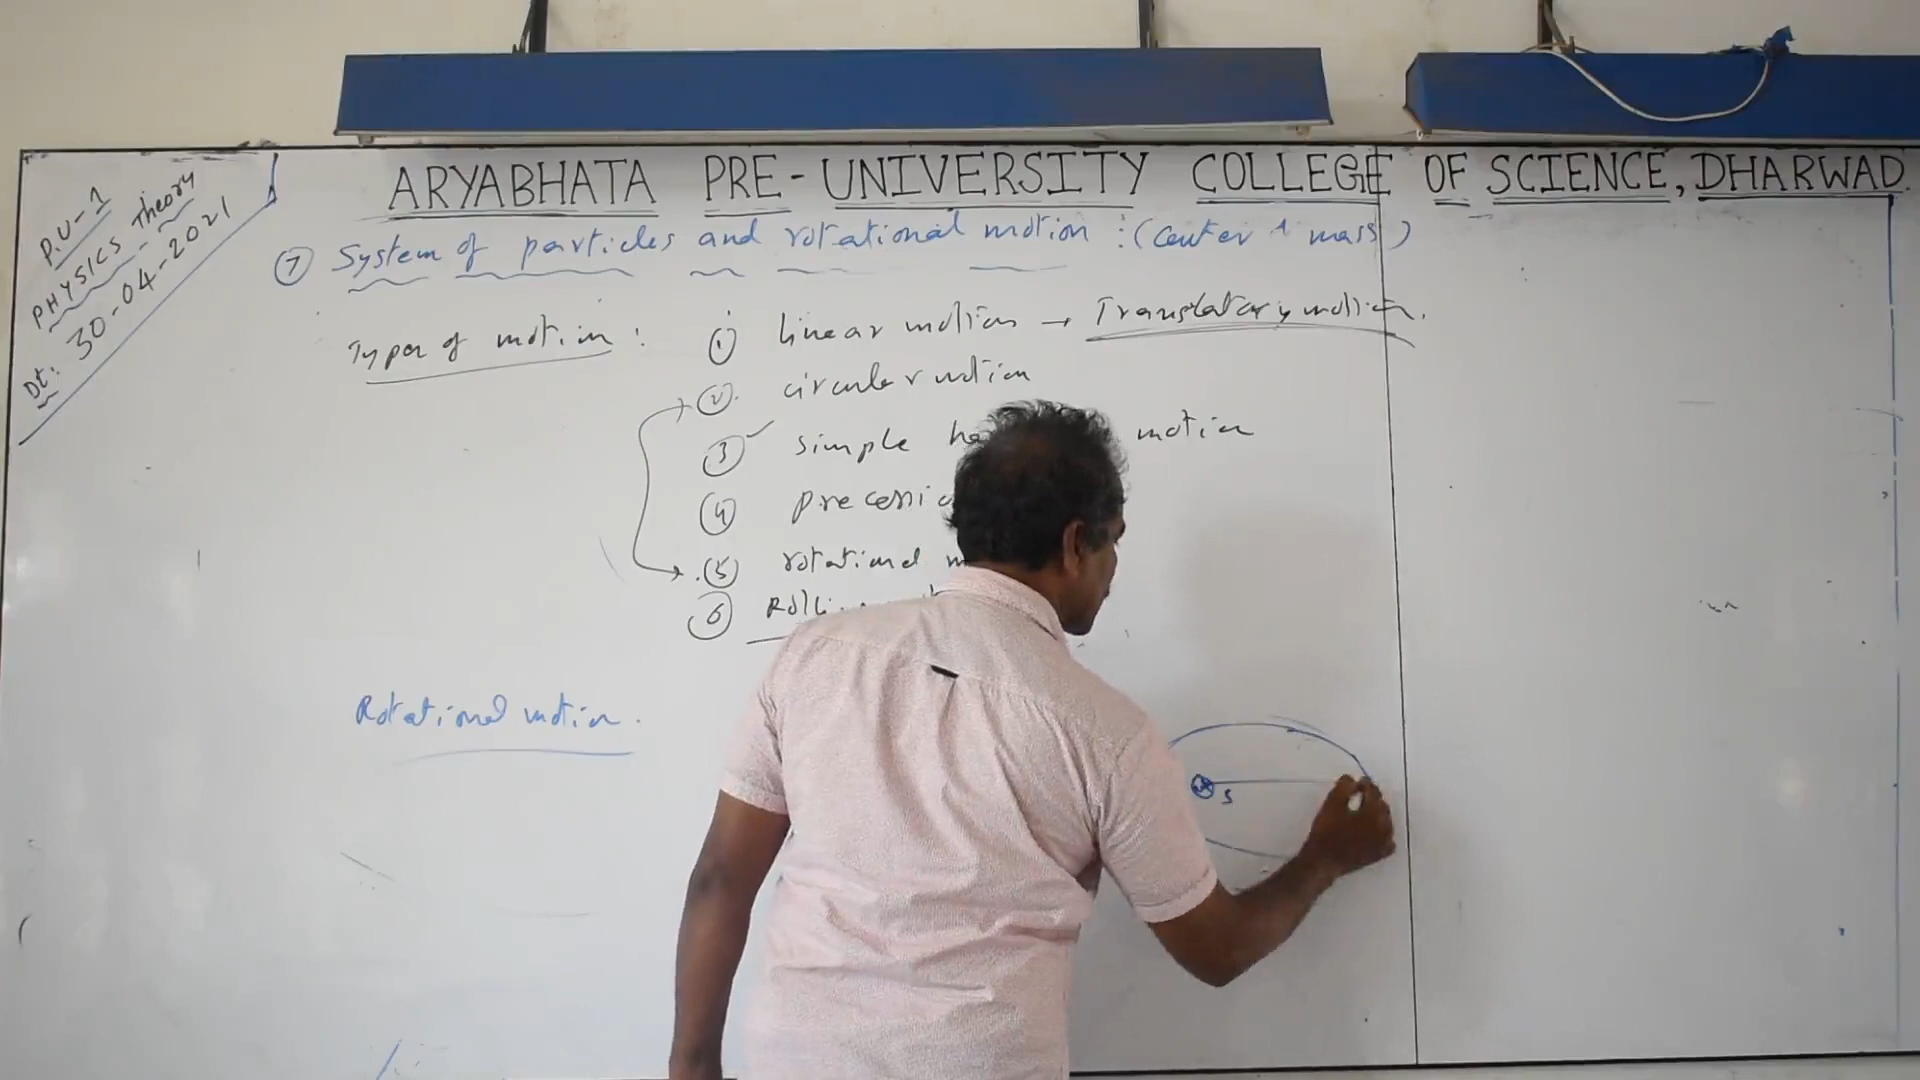 ARYABHATA PRE-UNIVERSITY COLLEGE OF SCIENCE, DHARWAD.
P.U-1
PHYSICS Theory
Dt: 30-04-2021
7 System of particles and rotational motion : (Center of mass)
Types of motion : 1 linear motion → Translatory motion.
2. circular motion
3 simple motion
4
5 rotational
6
Rotational motion.
S